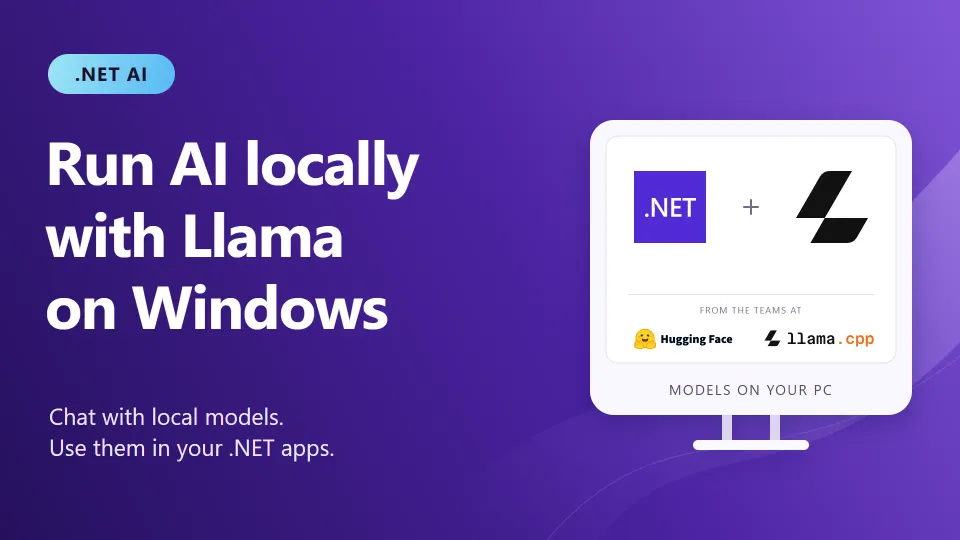 .NET AI
Run AI locally
with Llama
on Windows
Chat with local models.
Use them in your .NET apps.
.NET
+
FROM THE TEAMS AT
Hugging Face
llama.cpp
MODELS ON YOUR PC